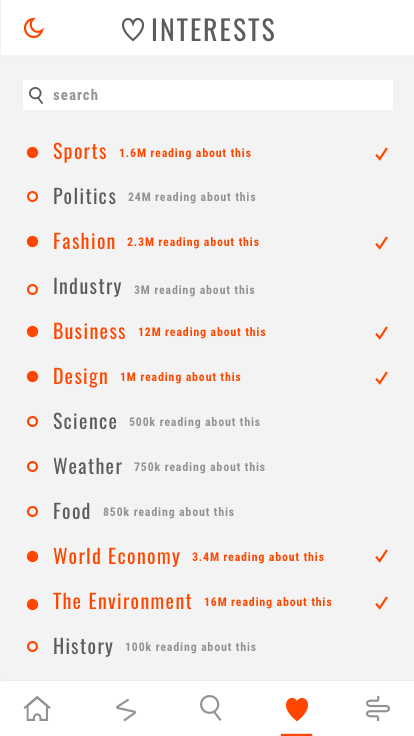 INTERESTS
search
Sports 1.6M reading about this
Politics 24M reading about this
Fashion 2.3M reading about this
Industry 3M reading about this
Business 12M reading about this
Design 1M reading about this
Science 500k reading about this
Weather 750k reading about this
Food 850k reading about this
World Economy 3.4M reading about this
The Environment 16M reading about this
History 100k reading about this